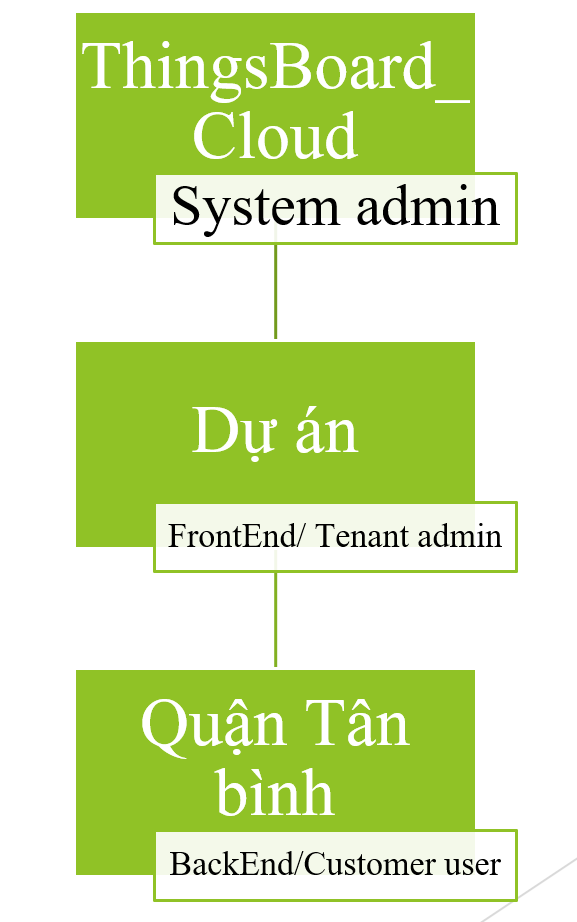 ThingsBoard_
Cloud
System admin
Dự án
FrontEnd/ Tenant admin
Quận Tân
bình
BackEnd/Customer user